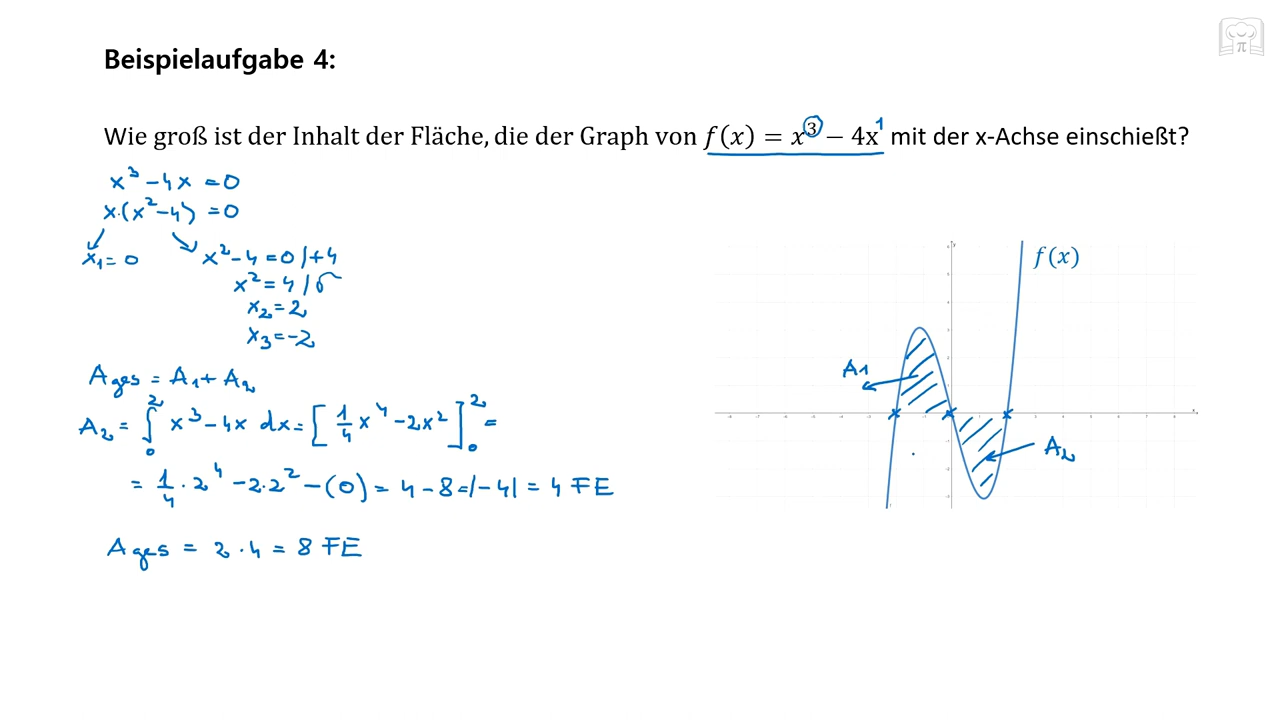 Beispielaufgabe 4:
Wie groß ist der Inhalt der Fläche, die der Graph von f(x) = x³ − 4x¹ mit der x-Achse einschießt?
x³ − 4x = 0
x·(x² − 4) = 0
x₁ = 0
x² − 4 = 0 |+4
x² = 4 |√
x₂ = 2
x₃ = −2
Ages = A₁ + A₂
A₂ = ∫₀² x³ − 4x dx = [1/4 x⁴ − 2x²]₀² =
= 1/4 · 2⁴ − 2·2² − (0) = 4 − 8 = |−4| = 4 FE
Ages = 2 · 4 = 8 FE
f(x)
A1
A₂
π